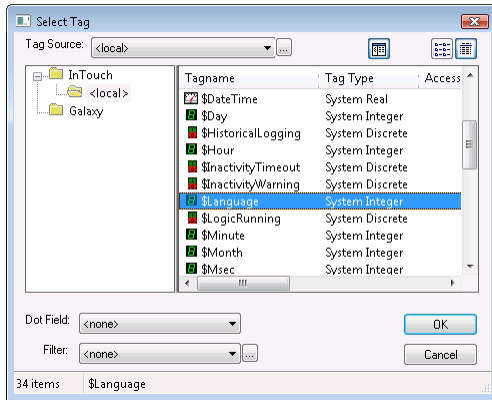 Select Tag
Tag Source: <local> ...
InTouch
<local>
Galaxy
Tagname Tag Type Access
$DateTime System Real
$Day System Integer
$HistoricalLogging System Discrete
$Hour System Integer
$InactivityTimeout System Discrete
$InactivityWarning System Discrete
$Language System Integer
$LogicRunning System Discrete
$Minute System Integer
$Month System Integer
$Msec System Integer
Dot Field: <none> OK
Filter: <none> ... Cancel
34 items $Language